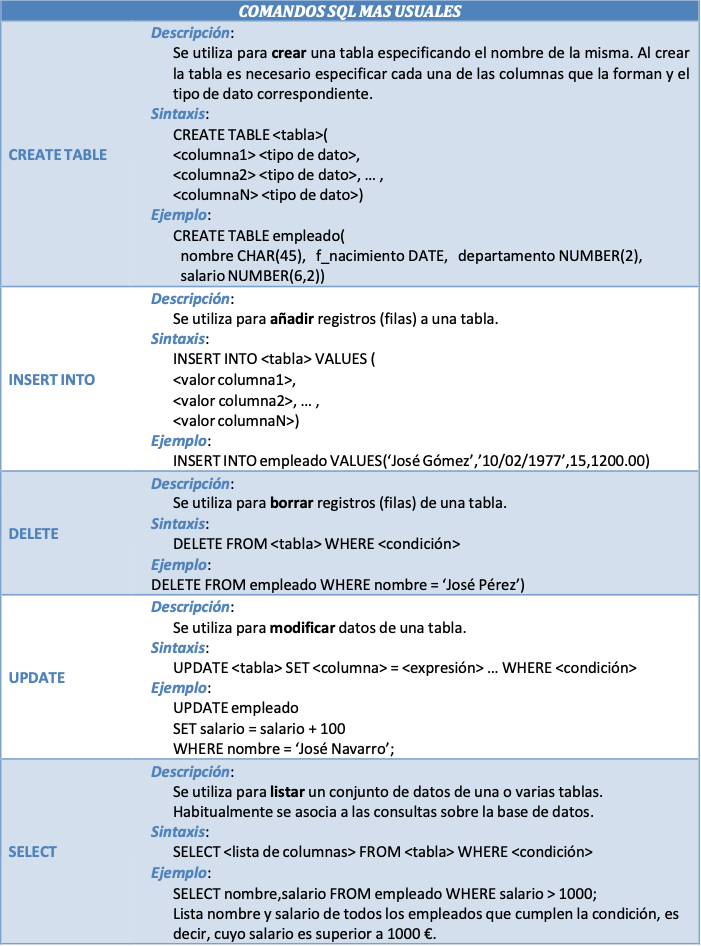 COMANDOS SQL MAS USUALES
CREATE TABLE
Descripción:
Se utiliza para crear una tabla especificando el nombre de la misma. Al crear
la tabla es necesario especificar cada una de las columnas que la forman y el
tipo de dato correspondiente.
Sintaxis:
CREATE TABLE <tabla>(
<columna1> <tipo de dato>,
<columna2> <tipo de dato>, ... ,
<columnaN> <tipo de dato>)
Ejemplo:
CREATE TABLE empleado(
nombre CHAR(45), f_nacimiento DATE, departamento NUMBER(2),
salario NUMBER(6,2))
INSERT INTO
Descripción:
Se utiliza para añadir registros (filas) a una tabla.
Sintaxis:
INSERT INTO <tabla> VALUES (
<valor columna1>,
<valor columna2>, ... ,
<valor columnaN>)
Ejemplo:
INSERT INTO empleado VALUES(‘José Gómez’,’10/02/1977’,15,1200.00)
DELETE
Descripción:
Se utiliza para borrar registros (filas) de una tabla.
Sintaxis:
DELETE FROM <tabla> WHERE <condición>
Ejemplo:
DELETE FROM empleado WHERE nombre = ‘José Pérez’)
UPDATE
Descripción:
Se utiliza para modificar datos de una tabla.
Sintaxis:
UPDATE <tabla> SET <columna> = <expresión> ... WHERE <condición>
Ejemplo:
UPDATE empleado
SET salario = salario + 100
WHERE nombre = ‘José Navarro’;
SELECT
Descripción:
Se utiliza para listar un conjunto de datos de una o varias tablas.
Habitualmente se asocia a las consultas sobre la base de datos.
Sintaxis:
SELECT <lista de columnas> FROM <tabla> WHERE <condición>
Ejemplo:
SELECT nombre,salario FROM empleado WHERE salario > 1000;
Lista nombre y salario de todos los empleados que cumplen la condición, es
decir, cuyo salario es superior a 1000 €.